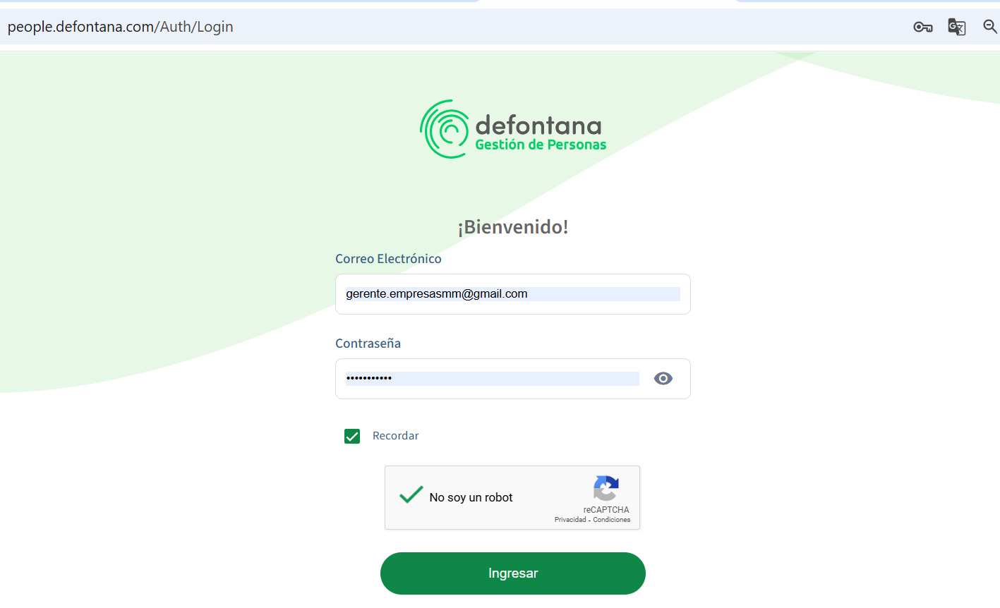 people.defontana.com/Auth/Login
defontana
Gestión de Personas
¡Bienvenido!
Correo Electrónico
gerente.empresasmm@gmail.com
Contraseña
•••••••••••
Recordar
No soy un robot
reCAPTCHA
Privacidad - Condiciones
Ingresar